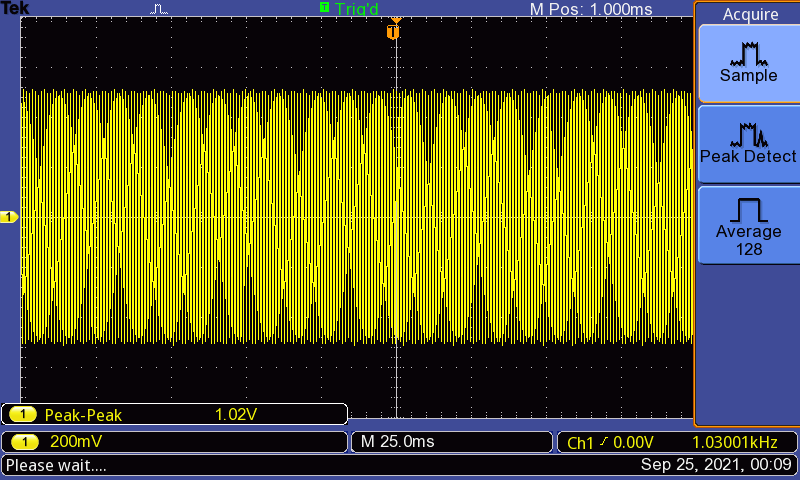 Tek
T Trig'd
M Pos: 1.000ms
T
Acquire
Sample
Peak Detect
Average
128
1
1 Peak-Peak 1.02V
1 200mV
M 25.0ms
Ch1 0.00V 1.03001kHz
Please wait....
Sep 25, 2021, 00:09